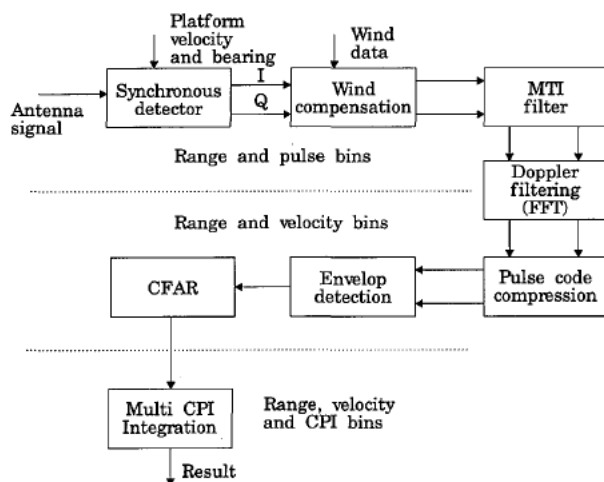 Platform
velocity
and bearing
Wind
data
I
Q
Antenna
signal
Synchronous
detector
Wind
compensation
MTI
filter
Range and pulse bins
Doppler
filtering
(FFT)
Range and velocity bins
CFAR
Envelop
detection
Pulse code
compression
Multi CPI
Integration
Range, velocity
and CPI bins
Result